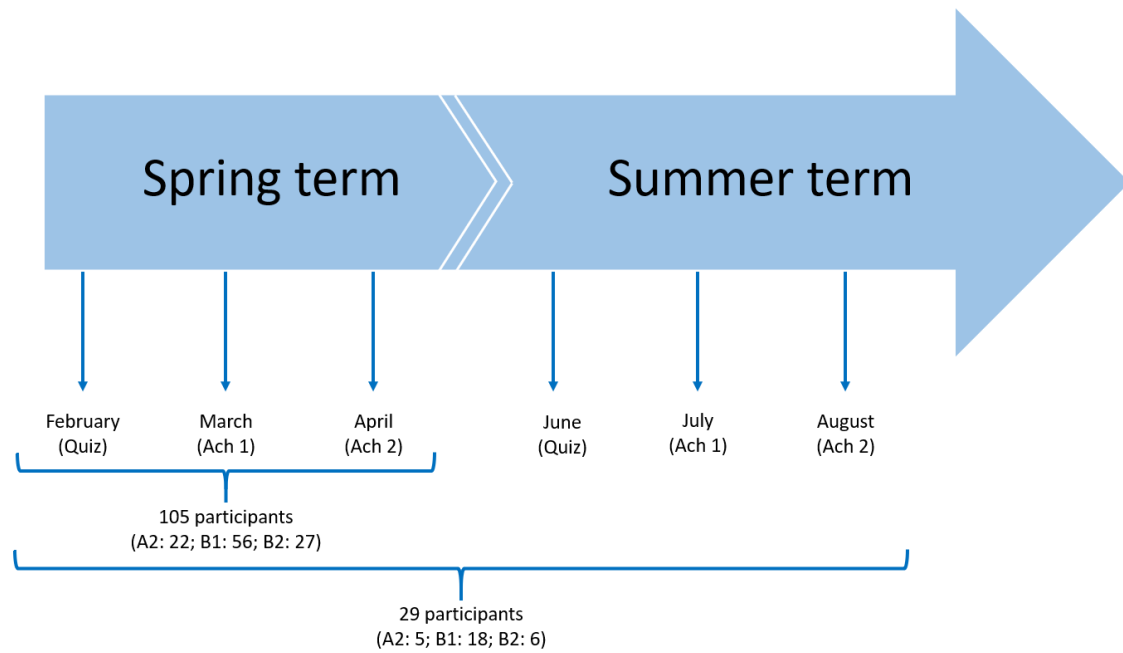 Spring term
Summer term
February
(Quiz)
March
(Ach 1)
April
(Ach 2)
June
(Quiz)
July
(Ach 1)
August
(Ach 2)
105 participants
(A2: 22; B1: 56; B2: 27)
29 participants
(A2: 5; B1: 18; B2: 6)